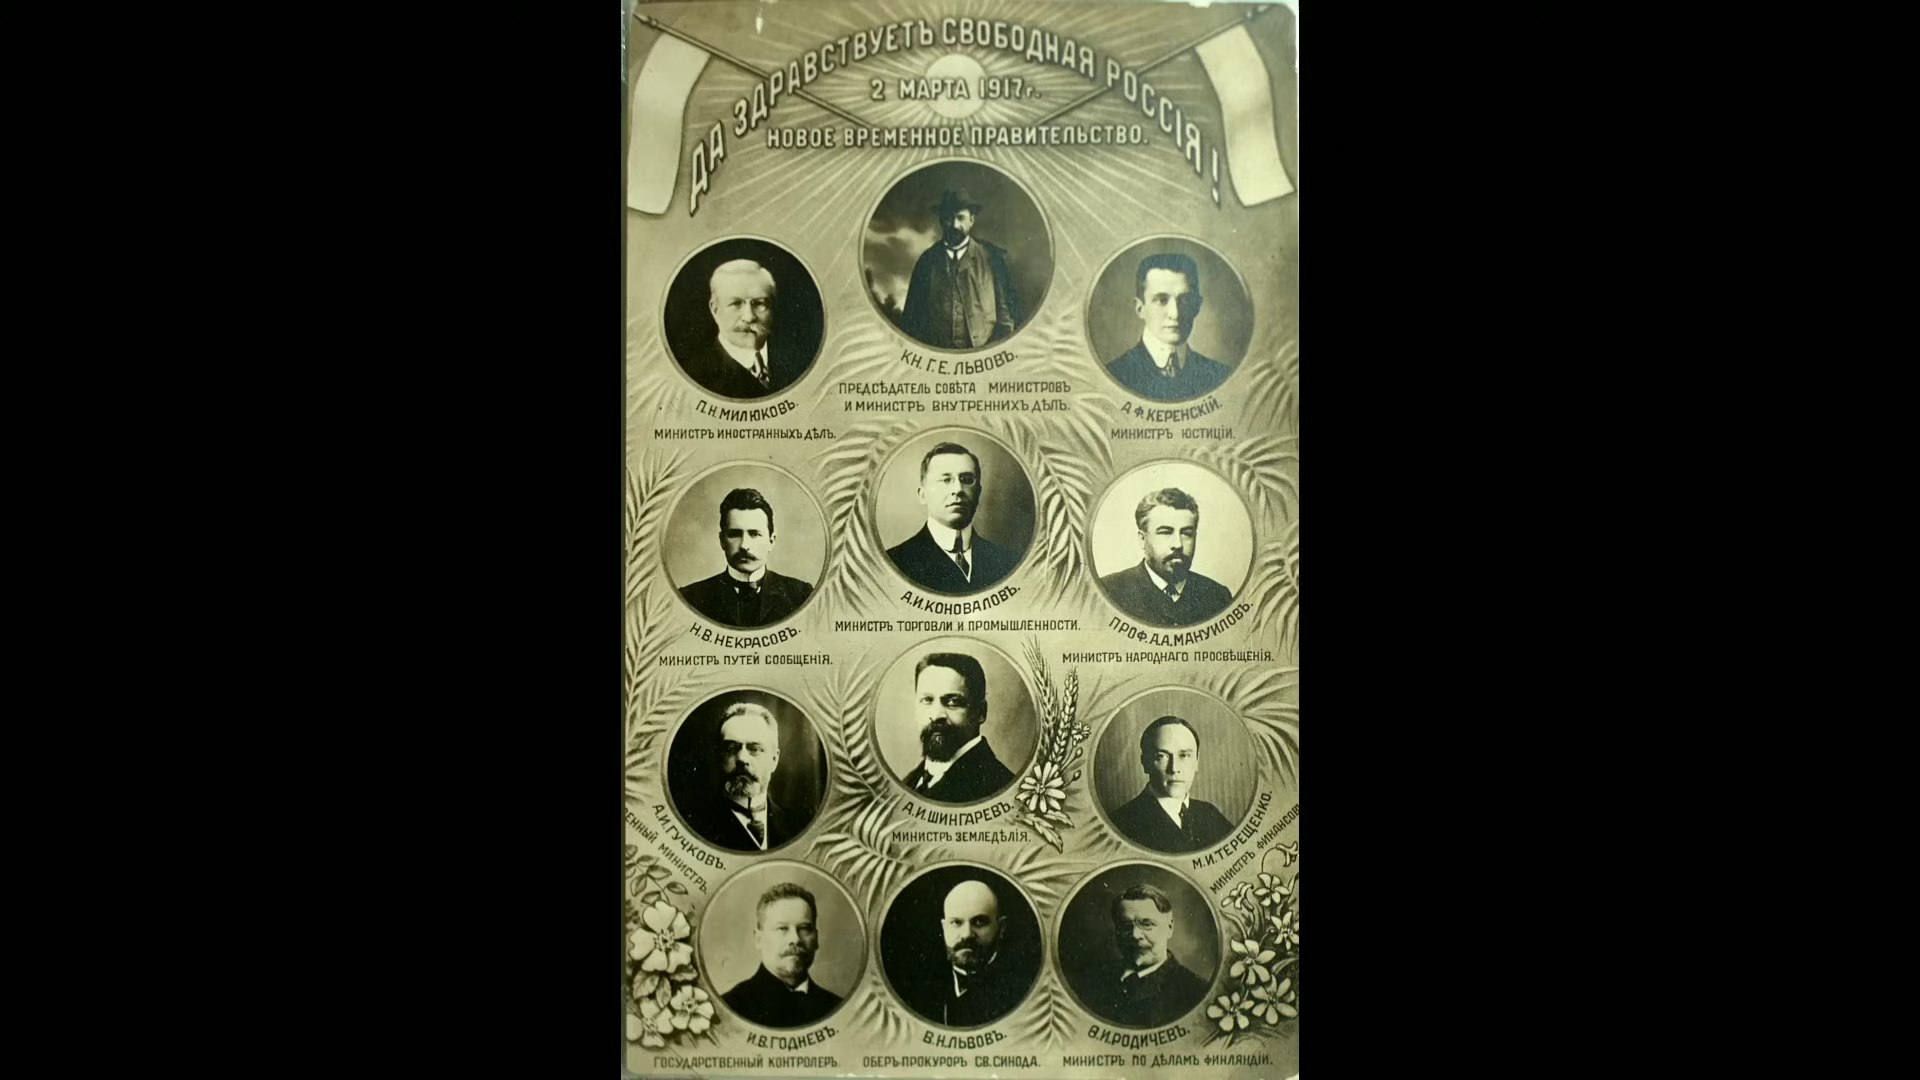 ДА ЗДРАВСТВУЕТЪ СВОБОДНАЯ РОССІЯ!
2 МАРТА 1917 г.
НОВОЕ ВРЕМЕННОЕ ПРАВИТЕЛЬСТВО.
КН. Г. Е. ЛЬВОВЪ.
ПРЕДСѢДАТЕЛЬ СОВѢТА МИНИСТРОВЪ
И МИНИСТРЪ ВНУТРЕННИХЪ ДѢЛЪ.
П. Н. МИЛЮКОВЪ.
МИНИСТРЪ ИНОСТРАННЫХЪ ДѢЛЪ.
А. Ф. КЕРЕНСКІЙ.
МИНИСТРЪ ЮСТИЦІИ.
Н. В. НЕКРАСОВЪ.
МИНИСТРЪ ПУТЕЙ СООБЩЕНІЯ.
А. И. КОНОВАЛОВЪ.
МИНИСТРЪ ТОРГОВЛИ И ПРОМЫШЛЕННОСТИ.
ПРОФ. А. А. МАНУИЛОВЪ.
МИНИСТРЪ НАРОДНАГО ПРОСВѢЩЕНІЯ.
А. И. ГУЧКОВЪ.
ЕННЫЙ МИНИСТРЪ.
А. И. ШИНГАРЕВЪ.
МИНИСТРЪ ЗЕМЛЕДѢЛІЯ.
М. И. ТЕРЕЩЕНКО.
МИНИСТРЪ ФИНАНСОВЪ
И. В. ГОДНЕВЪ.
ГОСУДАРСТВЕННЫЙ КОНТРОЛЕРЪ.
В. Н. ЛЬВОВЪ.
ОБЕРЪ-ПРОКУРОРЪ СВ. СИНОДА.
В. И. РОДИЧЕВЪ.
МИНИСТРЪ ПО ДѢЛАМЪ ФИНЛЯНДІИ.